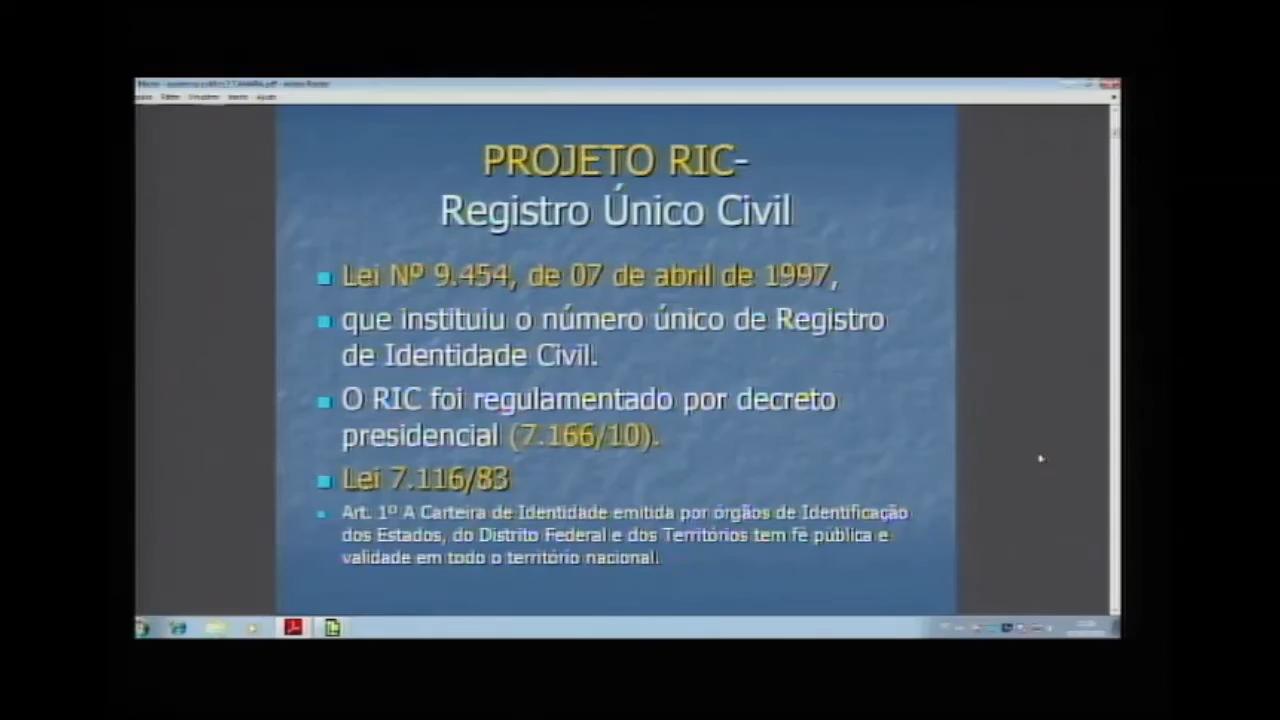 PROJETO RIC-
Registro Único Civil
Lei Nº 9.454, de 07 de abril de 1997,
que instituiu o número único de Registro
de Identidade Civil.
O RIC foi regulamentado por decreto
presidencial (7.166/10).
Lei 7.116/83
Art. 1º A Carteira de Identidade emitida por órgãos de Identificação
dos Estados, do Distrito Federal e dos Territórios tem fé pública e
validade em todo o território nacional.